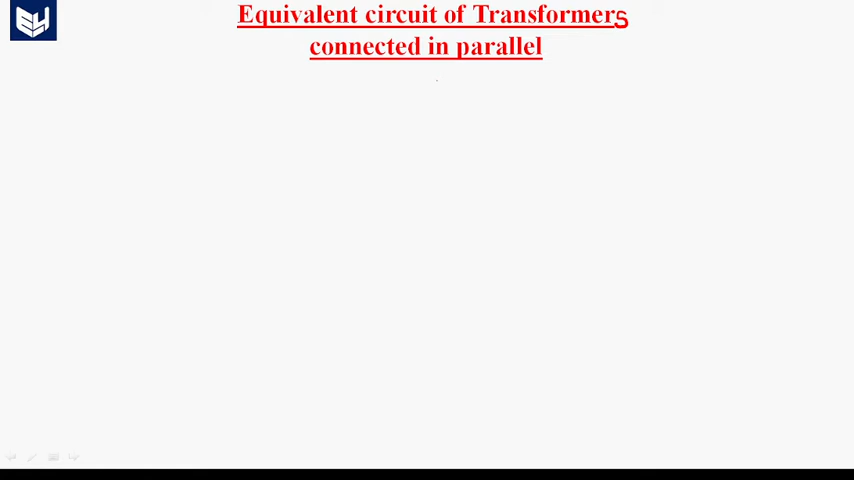 Equivalent circuit of Transformers
connected in parallel